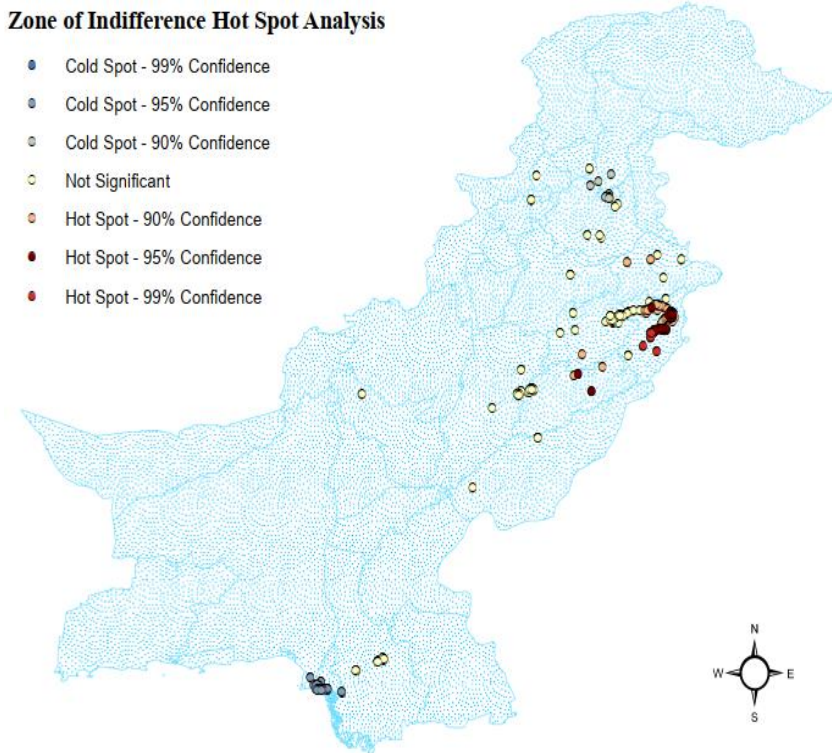 Zone of Indifference Hot Spot Analysis
Cold Spot - 99% Confidence
Cold Spot - 95% Confidence
Cold Spot - 90% Confidence
Not Significant
Hot Spot - 90% Confidence
Hot Spot - 95% Confidence
Hot Spot - 99% Confidence
N
W E
S